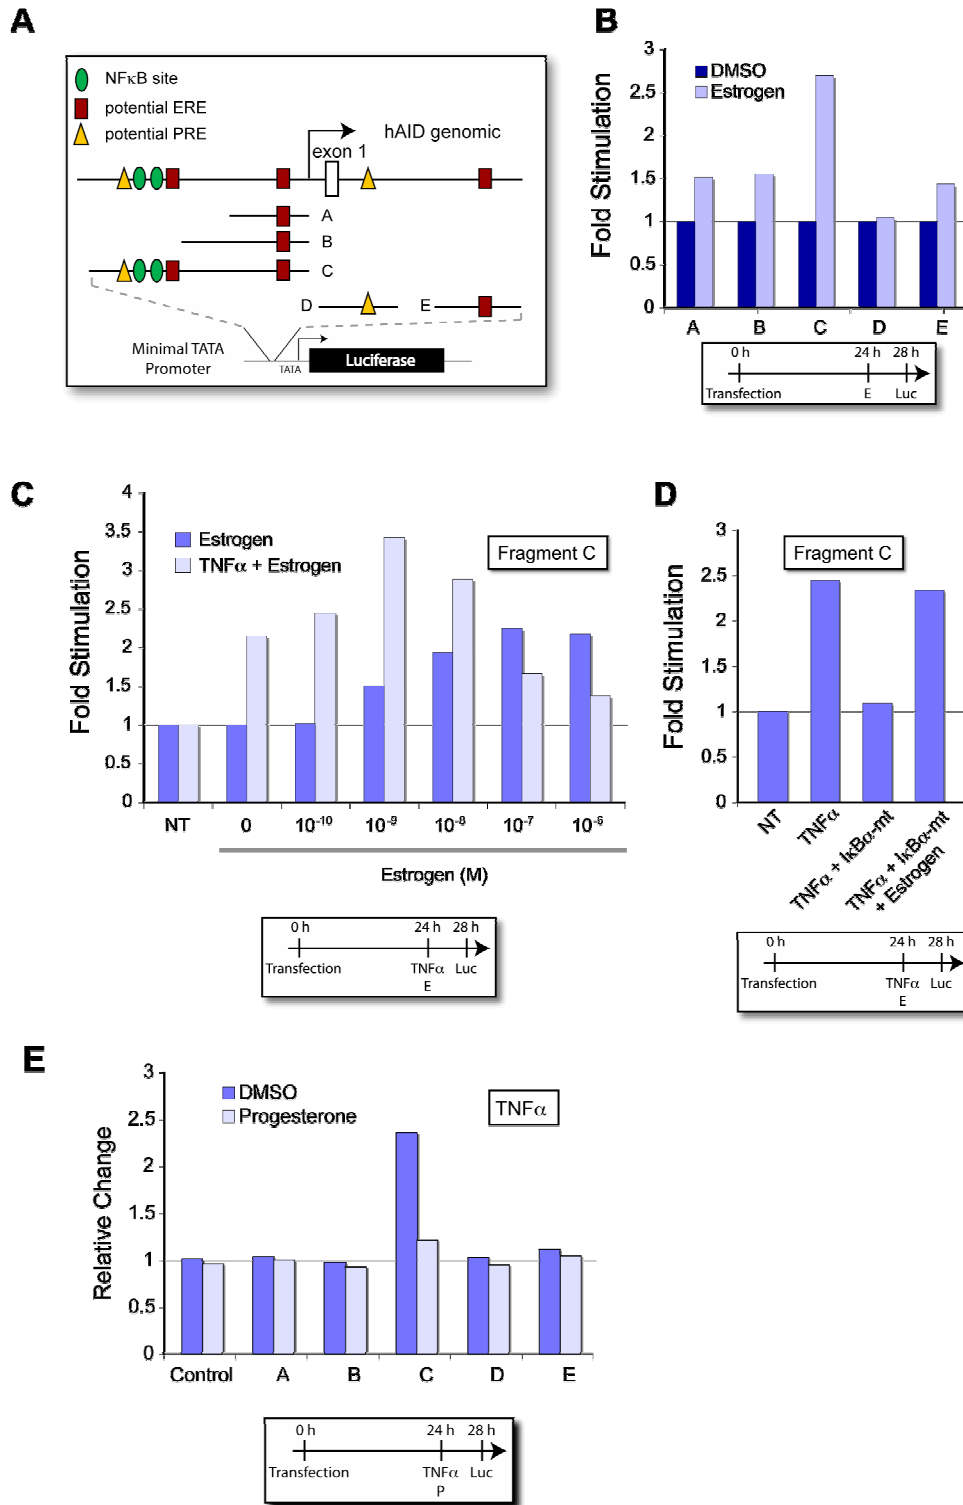 A
NFκB site
potential ERE
potential PRE
hAID genomic
exon 1
A
B
C
D
E
Minimal TATA
Promoter
TATA
Luciferase
B
Fold Stimulation
3
2.5
2
1.5
1
0.5
0
DMSO
Estrogen
A B C D E
0 h 24 h 28 h
Transfection E Luc
C
Fold Stimulation
4
3.5
3
2.5
2
1.5
1
0.5
0
Estrogen
TNFα + Estrogen
Fragment C
NT 0 10⁻¹⁰ 10⁻⁹ 10⁻⁸ 10⁻⁷ 10⁻⁶
Estrogen (M)
0 h 24 h 28 h
Transfection TNFα Luc
E
D
Fold Stimulation
3
2.5
2
1.5
1
0.5
0
Fragment C
NT
TNFα
TNFα + IκBα-mt
TNFα + IκBα-mt
+ Estrogen
0 h 24 h 28 h
Transfection TNFα Luc
E
E
Relative Change
3
2.5
2
1.5
1
0.5
0
DMSO
Progesterone
TNFα
Control A B C D E
0 h 24 h 28 h
Transfection TNFα Luc
P